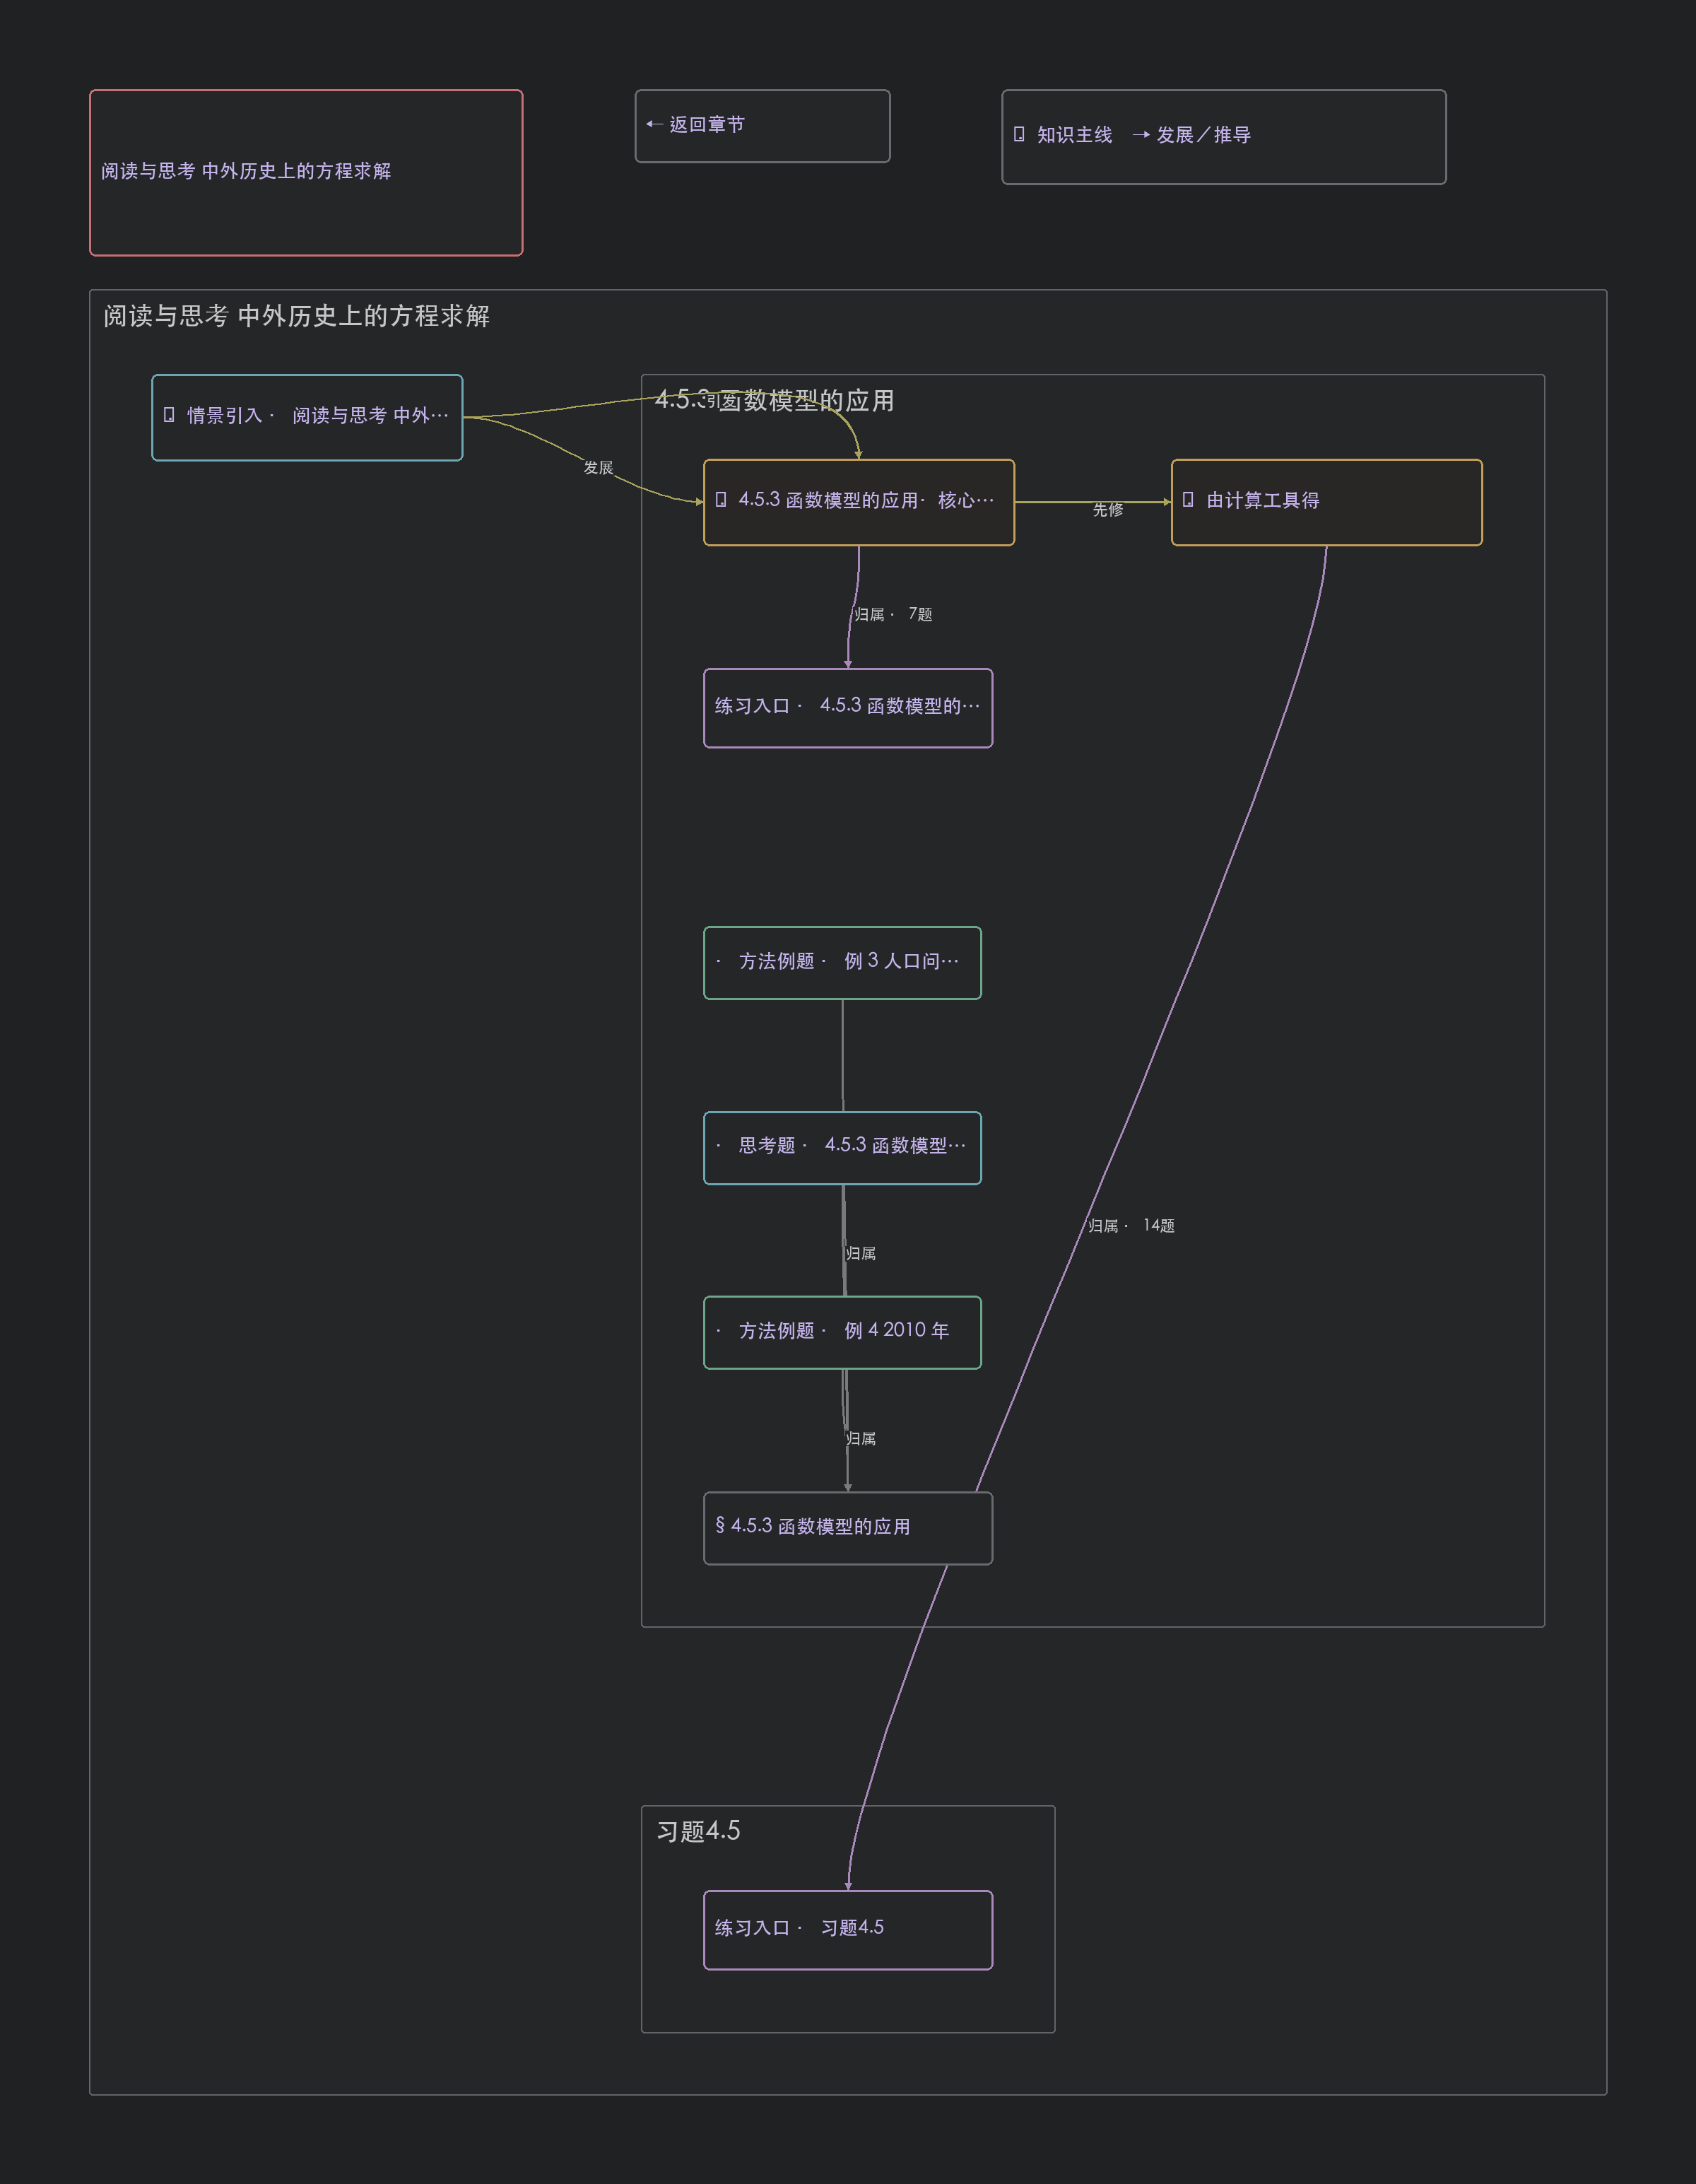 阅读与思考 中外历史上的方程求解
← 返回章节
知识主线 → 发展／推导
阅读与思考 中外历史上的方程求解
情景引入 · 阅读与思考 中外…
4.5.3 函数模型的应用
引发
发展
4.5.3 函数模型的应用· 核心…
先修
由计算工具得
归属 · 7题
练习入口 · 4.5.3 函数模型的…
· 方法例题 · 例 3 人口问…
· 思考题 · 4.5.3 函数模型…
归属 · 14题
归属
· 方法例题 · 例 4 2010 年
归属
§ 4.5.3 函数模型的应用
习题4.5
练习入口 · 习题4.5